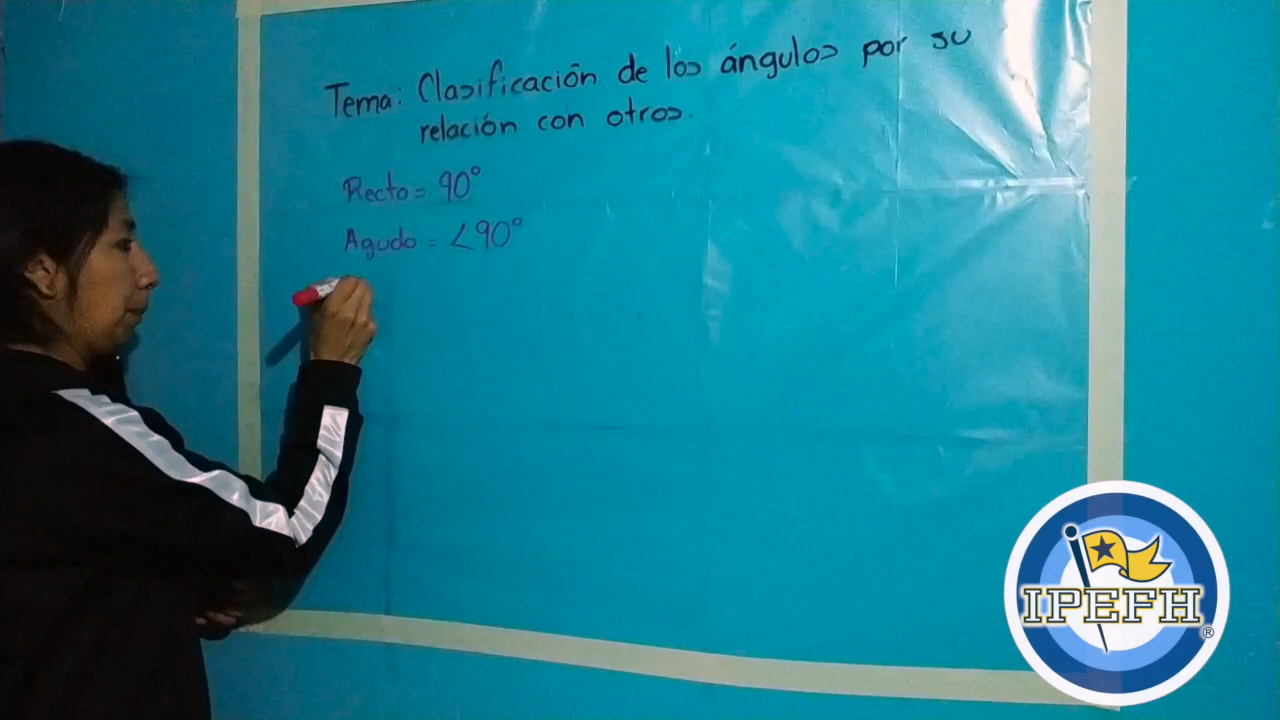 Tema: Clasificación de los ángulos por su
relación con otros.
Recto = 90°
Agudo = <90°
IPEFH
®